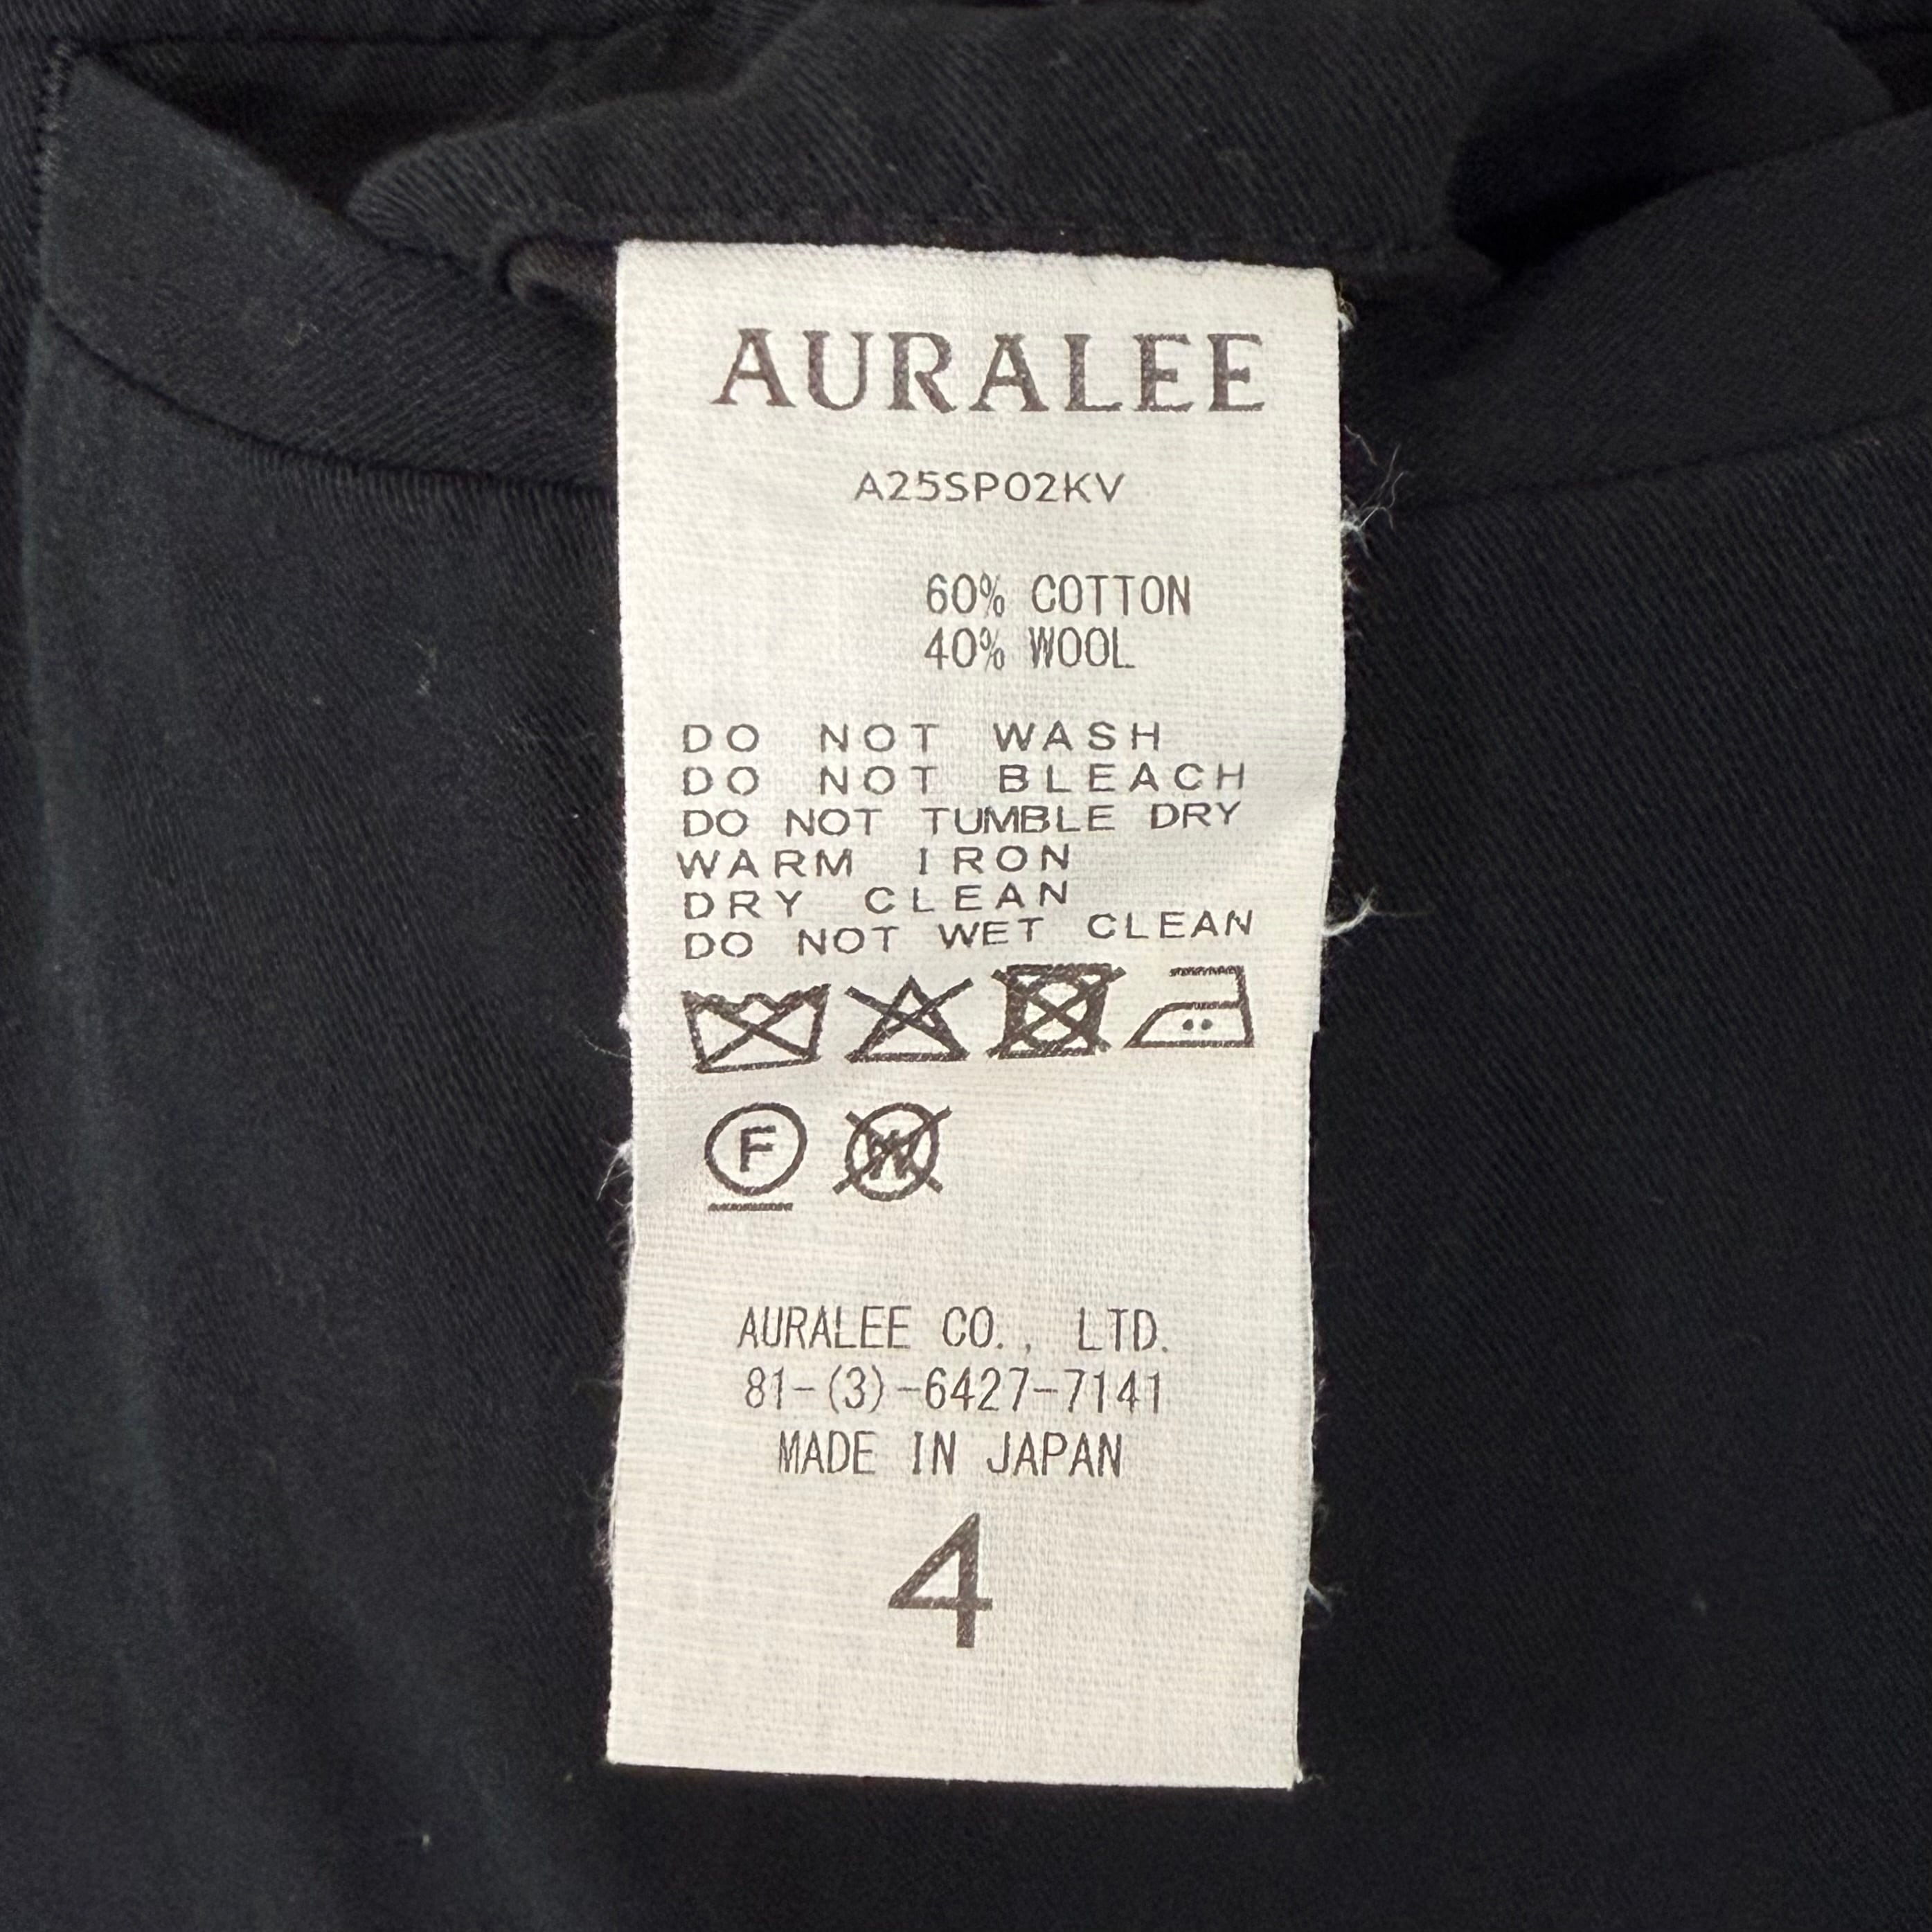 AURALEE
A25SP02KV
60% COTTON
40% WOOL
DO NOT WASH
DO NOT BLEACH
DO NOT TUMBLE DRY
WARM IRON
DRY CLEAN
DO NOT WET CLEAN
F W
AURALEE CO., LTD.
81-(3)-6427-7141
MADE IN JAPAN
4